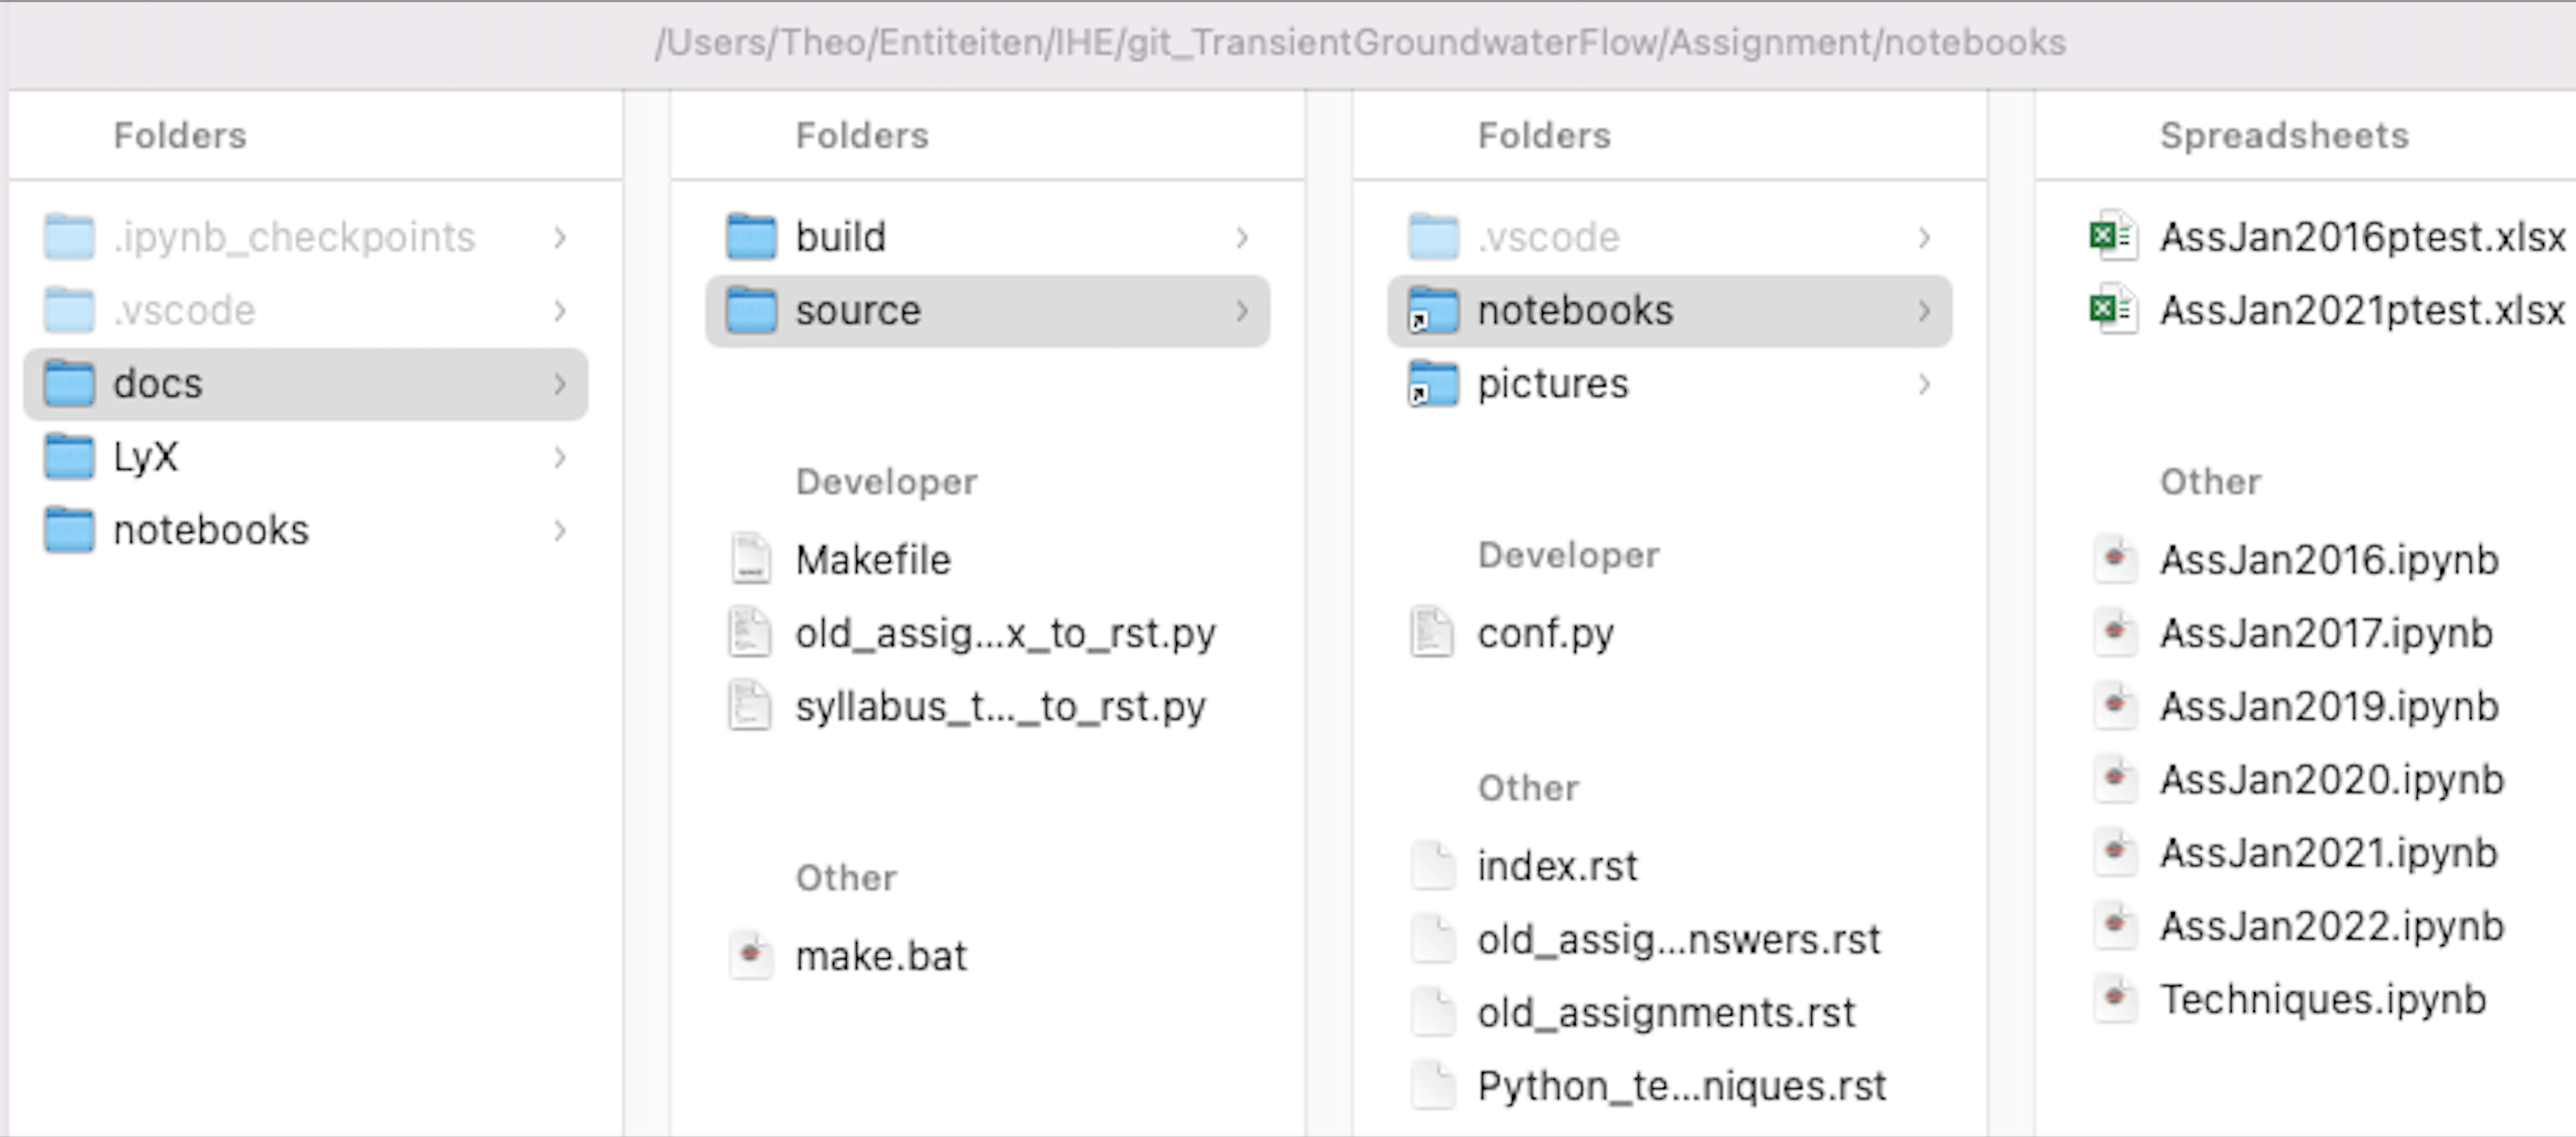 /Users/Theo/Entiteiten/IHE/git_TransientGroundwaterFlow/Assignment/notebooks
Folders
.ipynb_checkpoints
.vscode
docs
LyX
notebooks
Folders
build
source
Developer
Makefile
old_assig...x_to_rst.py
syllabus_t..._to_rst.py
Other
make.bat
Folders
.vscode
notebooks
pictures
Developer
conf.py
Other
index.rst
old_assig...nswers.rst
old_assignments.rst
Python_te...niques.rst
Spreadsheets
AssJan2016ptest.xlsx
AssJan2021ptest.xlsx
Other
AssJan2016.ipynb
AssJan2017.ipynb
AssJan2019.ipynb
AssJan2020.ipynb
AssJan2021.ipynb
AssJan2022.ipynb
Techniques.ipynb